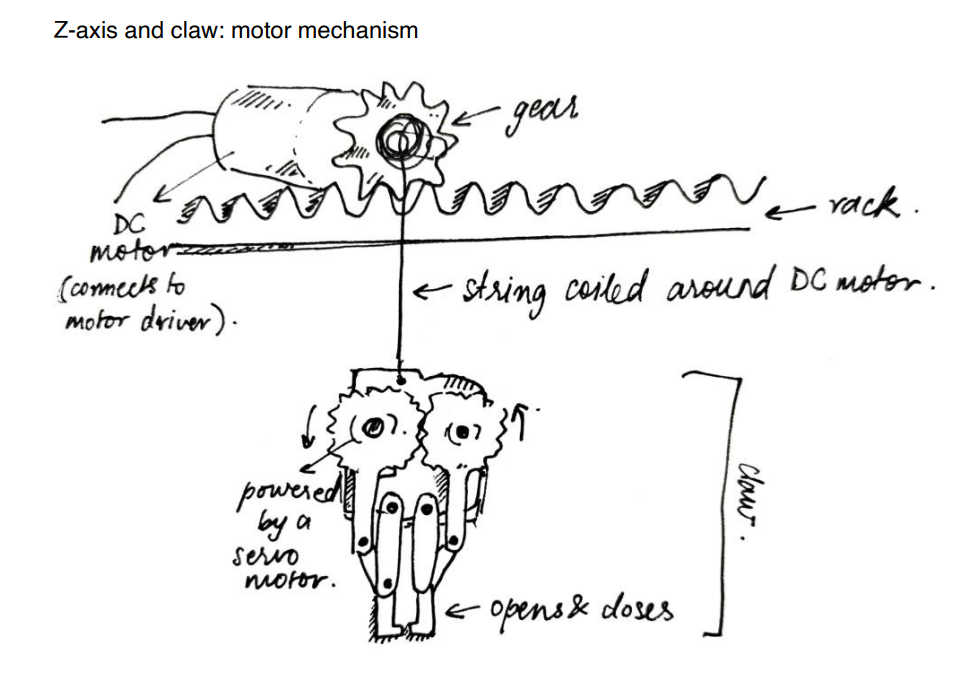 Z-axis and claw: motor mechanism
gear
rack.
DC
motor
(connects to
motor driver).
string coiled around DC motor.
powered
by a
servo
motor.
claw.
opens & closes